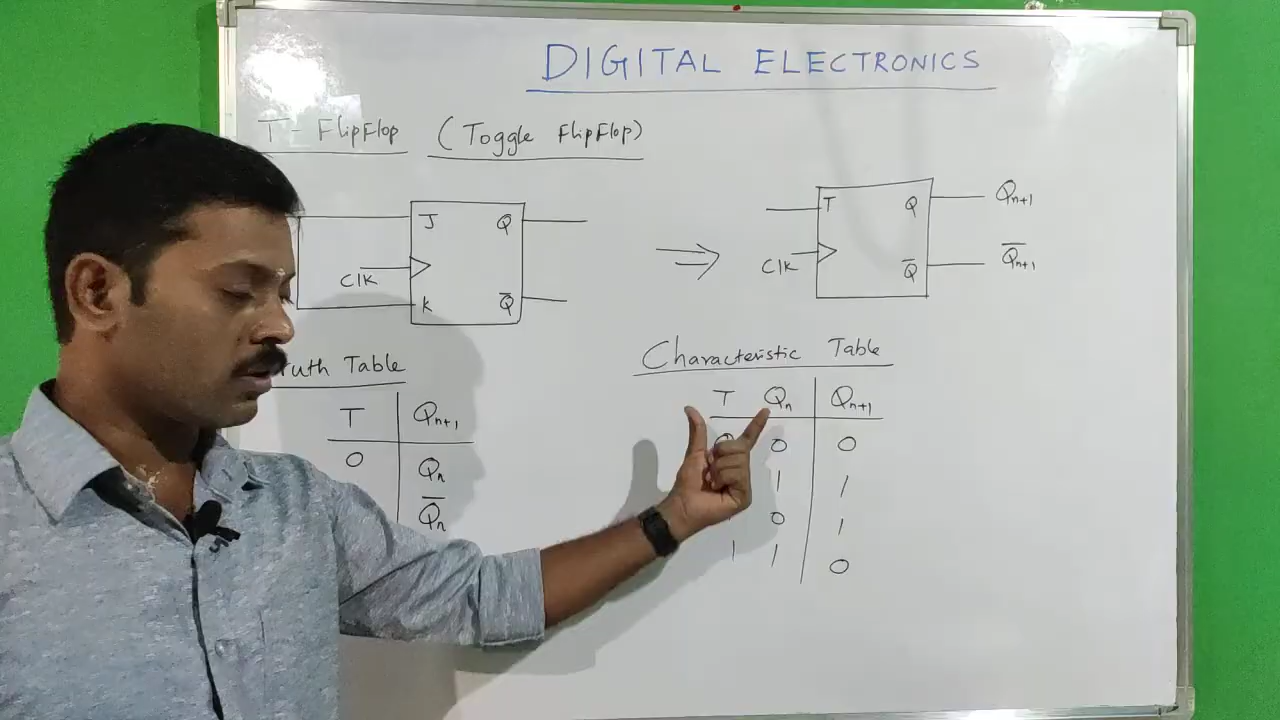 DIGITAL ELECTRONICS
T- FlipFlop (Toggle FlipFlop)
J Q
Clk
K Q̅
T Q Qn+1
Clk Q̅ Q̅n+1
Table
T Qn+1
0 Qn
Q̅n
Characteristic Table
T Qn Qn+1
0 0
1 1
0 1
1 1 0